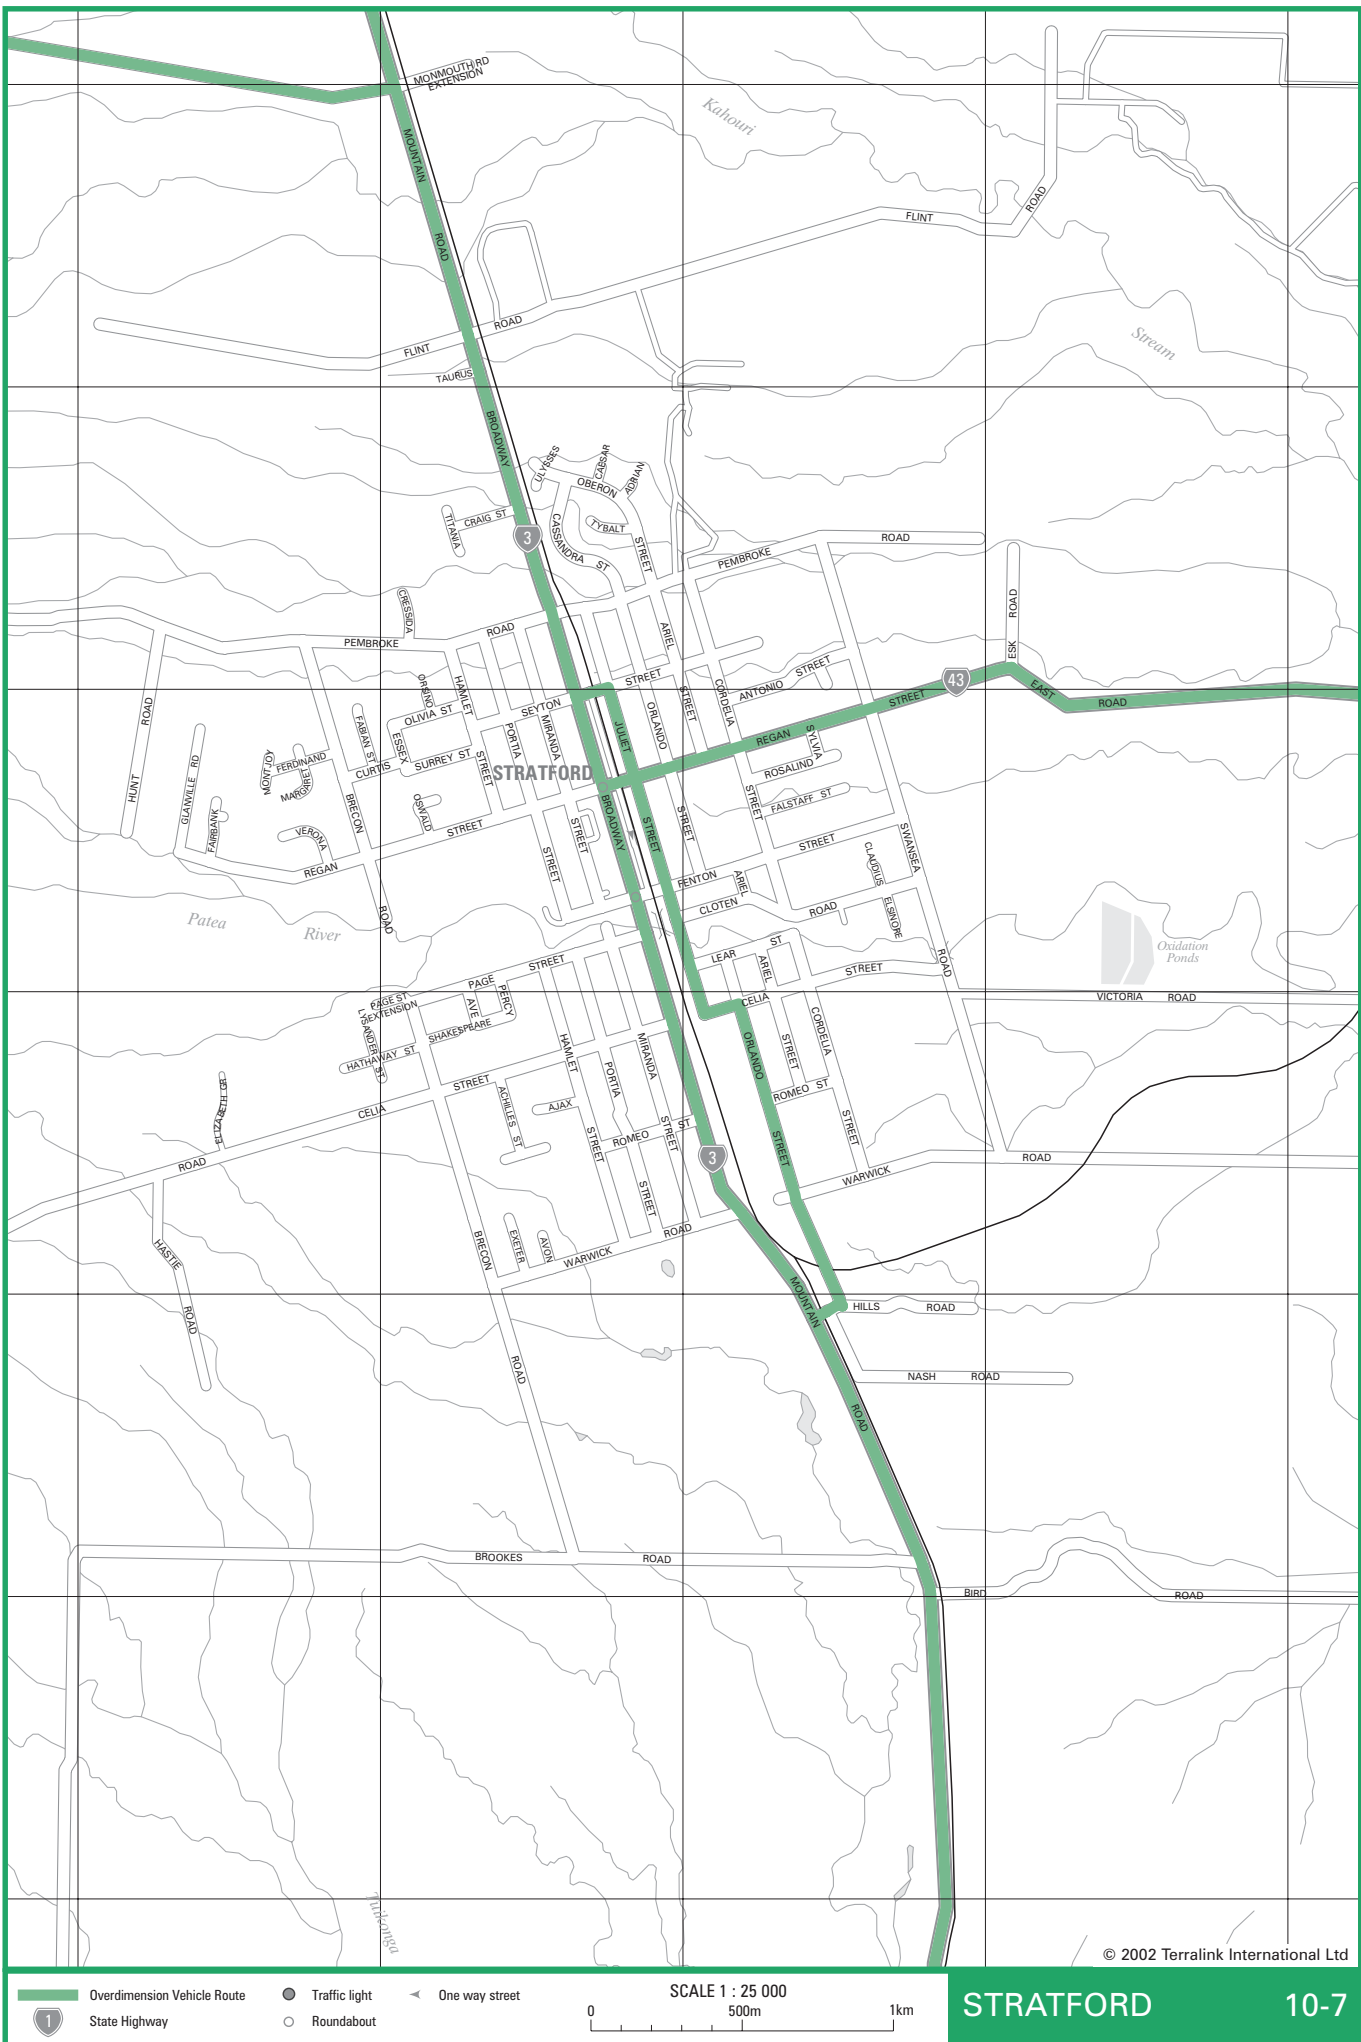 MONMOUTH RD
EXTENSION
Kahouri
MOUNTAIN
ROAD
FLINT
ROAD
Stream
FLINT
ROAD
TAURUS
BROADWAY
ULYSSES
CAESAR
OBERON
ADRIAN
TITANIA
CRAIG ST
3
CASSANDRA ST
TYBALT
STREET
PEMBROKE
ROAD
CRESSIDA
PEMBROKE
ROAD
ARIEL
ESK ROAD
HUNT
ROAD
ORSINO
HAMLET
OLIVIA ST
SEYTON
STREET
STREET
CORDELIA
ANTONIO
STREET
43
EAST
ROAD
STREET
FABIAN ST
ESSEX
PORTIA
MIRANDA
JULIET
ORLANDO
REGAN
SYLVIA
MONTJOY
FERDINAND
MARGARET
CURTIS
SURREY ST
STREET
STRATFORD
ROSALIND
GLANVILLE RD
FAIRBANK
BRECON
OSWALD
VERONA
STREET
REGAN
BROADWAY
STREET
STREET
STREET
STREET
STREET
FALSTAFF ST
STREET
SWANSEA
CLAUDIUS
ELSINORE
FENTON
ARIEL
CLOTEN
ROAD
ROAD
Patea
River
Oxidation
Ponds
LEAR
ST
ARIEL
STREET
ROAD
STREET
PAGE
PERCY
AVE
PAGE ST
EXTENSION
LYSANDER ST
SHAKESPEARE
HATHAWAY ST
CELIA
CORDELIA
VICTORIA
ROAD
ELIZABETH GR
STREET
CELIA
ROAD
ACHILLES ST
AJAX
HAMLET
STREET
PORTIA
MIRANDA
STREET
ROMEO
ST
STREET
3
ORLANDO
STREET
STREET
ROMEO ST
STREET
WARWICK
ROAD
HASTIE
ROAD
BRECON
EXETER
AVON
WARWICK
ROAD
MOUNTAIN
HILLS
ROAD
ROAD
NASH
ROAD
ROAD
BROOKES
ROAD
BIRD
ROAD
© 2002 Terralink International Ltd
Overdimension Vehicle Route
Traffic light
One way street
1
State Highway
Roundabout
SCALE 1 : 25 000
0
500m
1km
STRATFORD
10-7